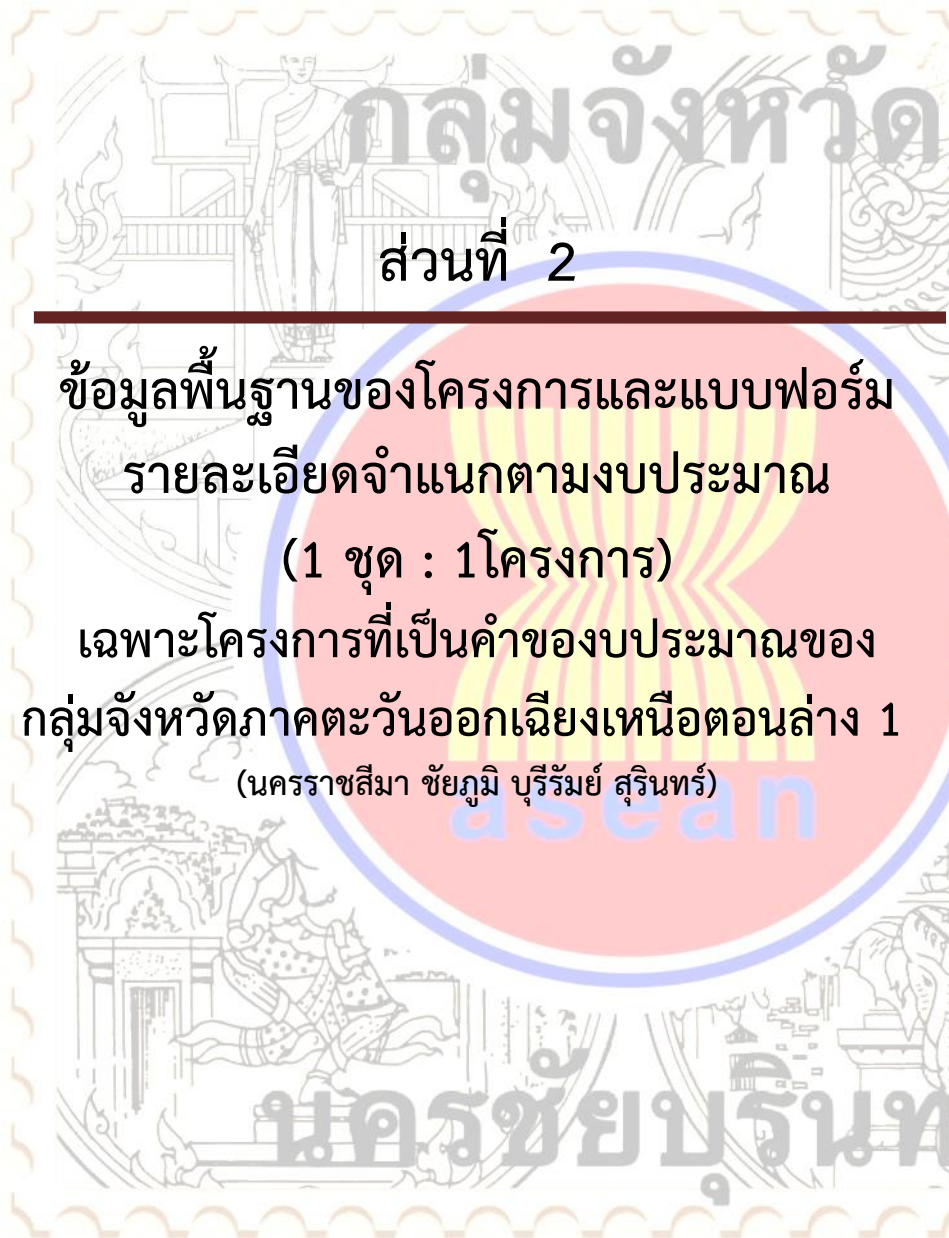 กลุ่มจังหวัด
ส่วนที่ 2
ข้อมูลพื้นฐานของโครงการและแบบฟอร์ม
รายละเอียดจำแนกตามงบประมาณ
(1 ชุด : 1โครงการ)
เฉพาะโครงการที่เป็นคำของบประมาณของ
กลุ่มจังหวัดภาคตะวันออกเฉียงเหนือตอนล่าง 1
(นครราชสีมา ชัยภูมิ บุรีรัมย์ สุรินทร์)
asean
นครชัยบุรินท